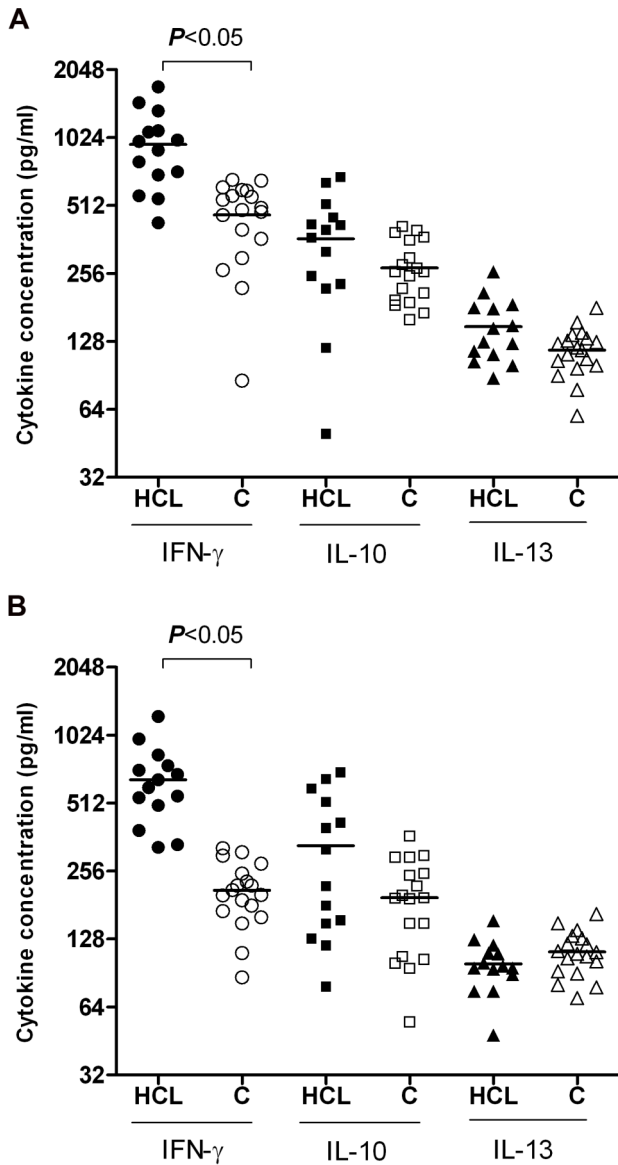 A
P<0.05
Cytokine concentration (pg/ml)
2048
1024
512
256
128
64
32
HCL C HCL C HCL C
IFN-γ IL-10 IL-13
B
P<0.05
Cytokine concentration (pg/ml)
2048
1024
512
256
128
64
32
HCL C HCL C HCL C
IFN-γ IL-10 IL-13